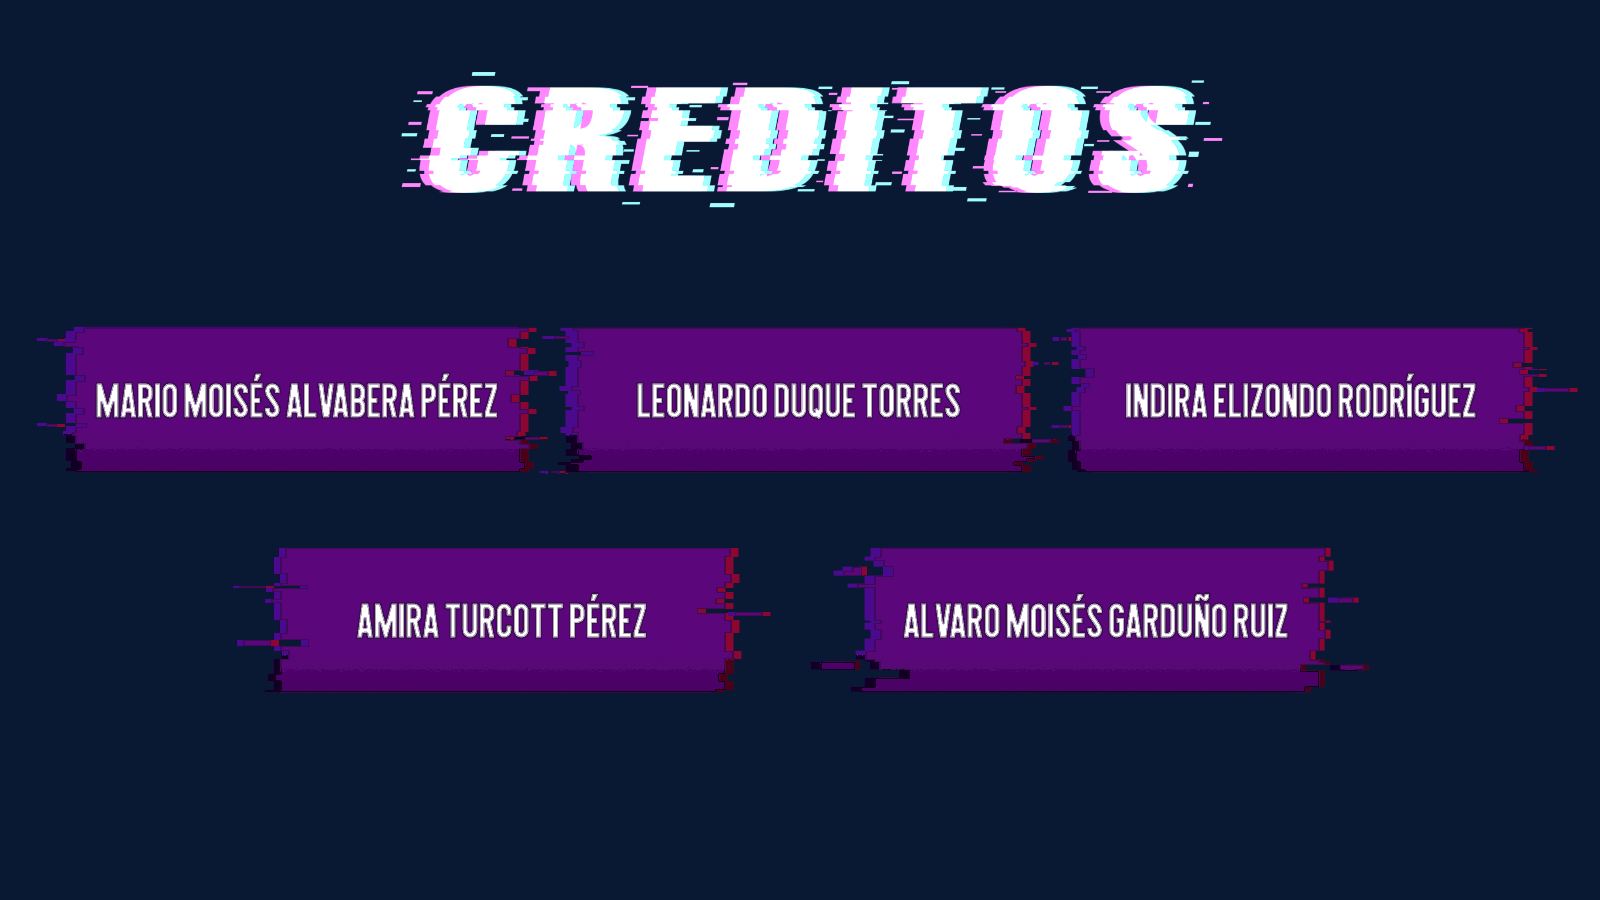 CREDITOS
MARIO MOISÉS ALVABERA PÉREZ
LEONARDO DUQUE TORRES
INDIRA ELIZONDO RODRÍGUEZ
AMIRA TURCOTT PÉREZ
ALVARO MOISÉS GARDUÑO RUIZ